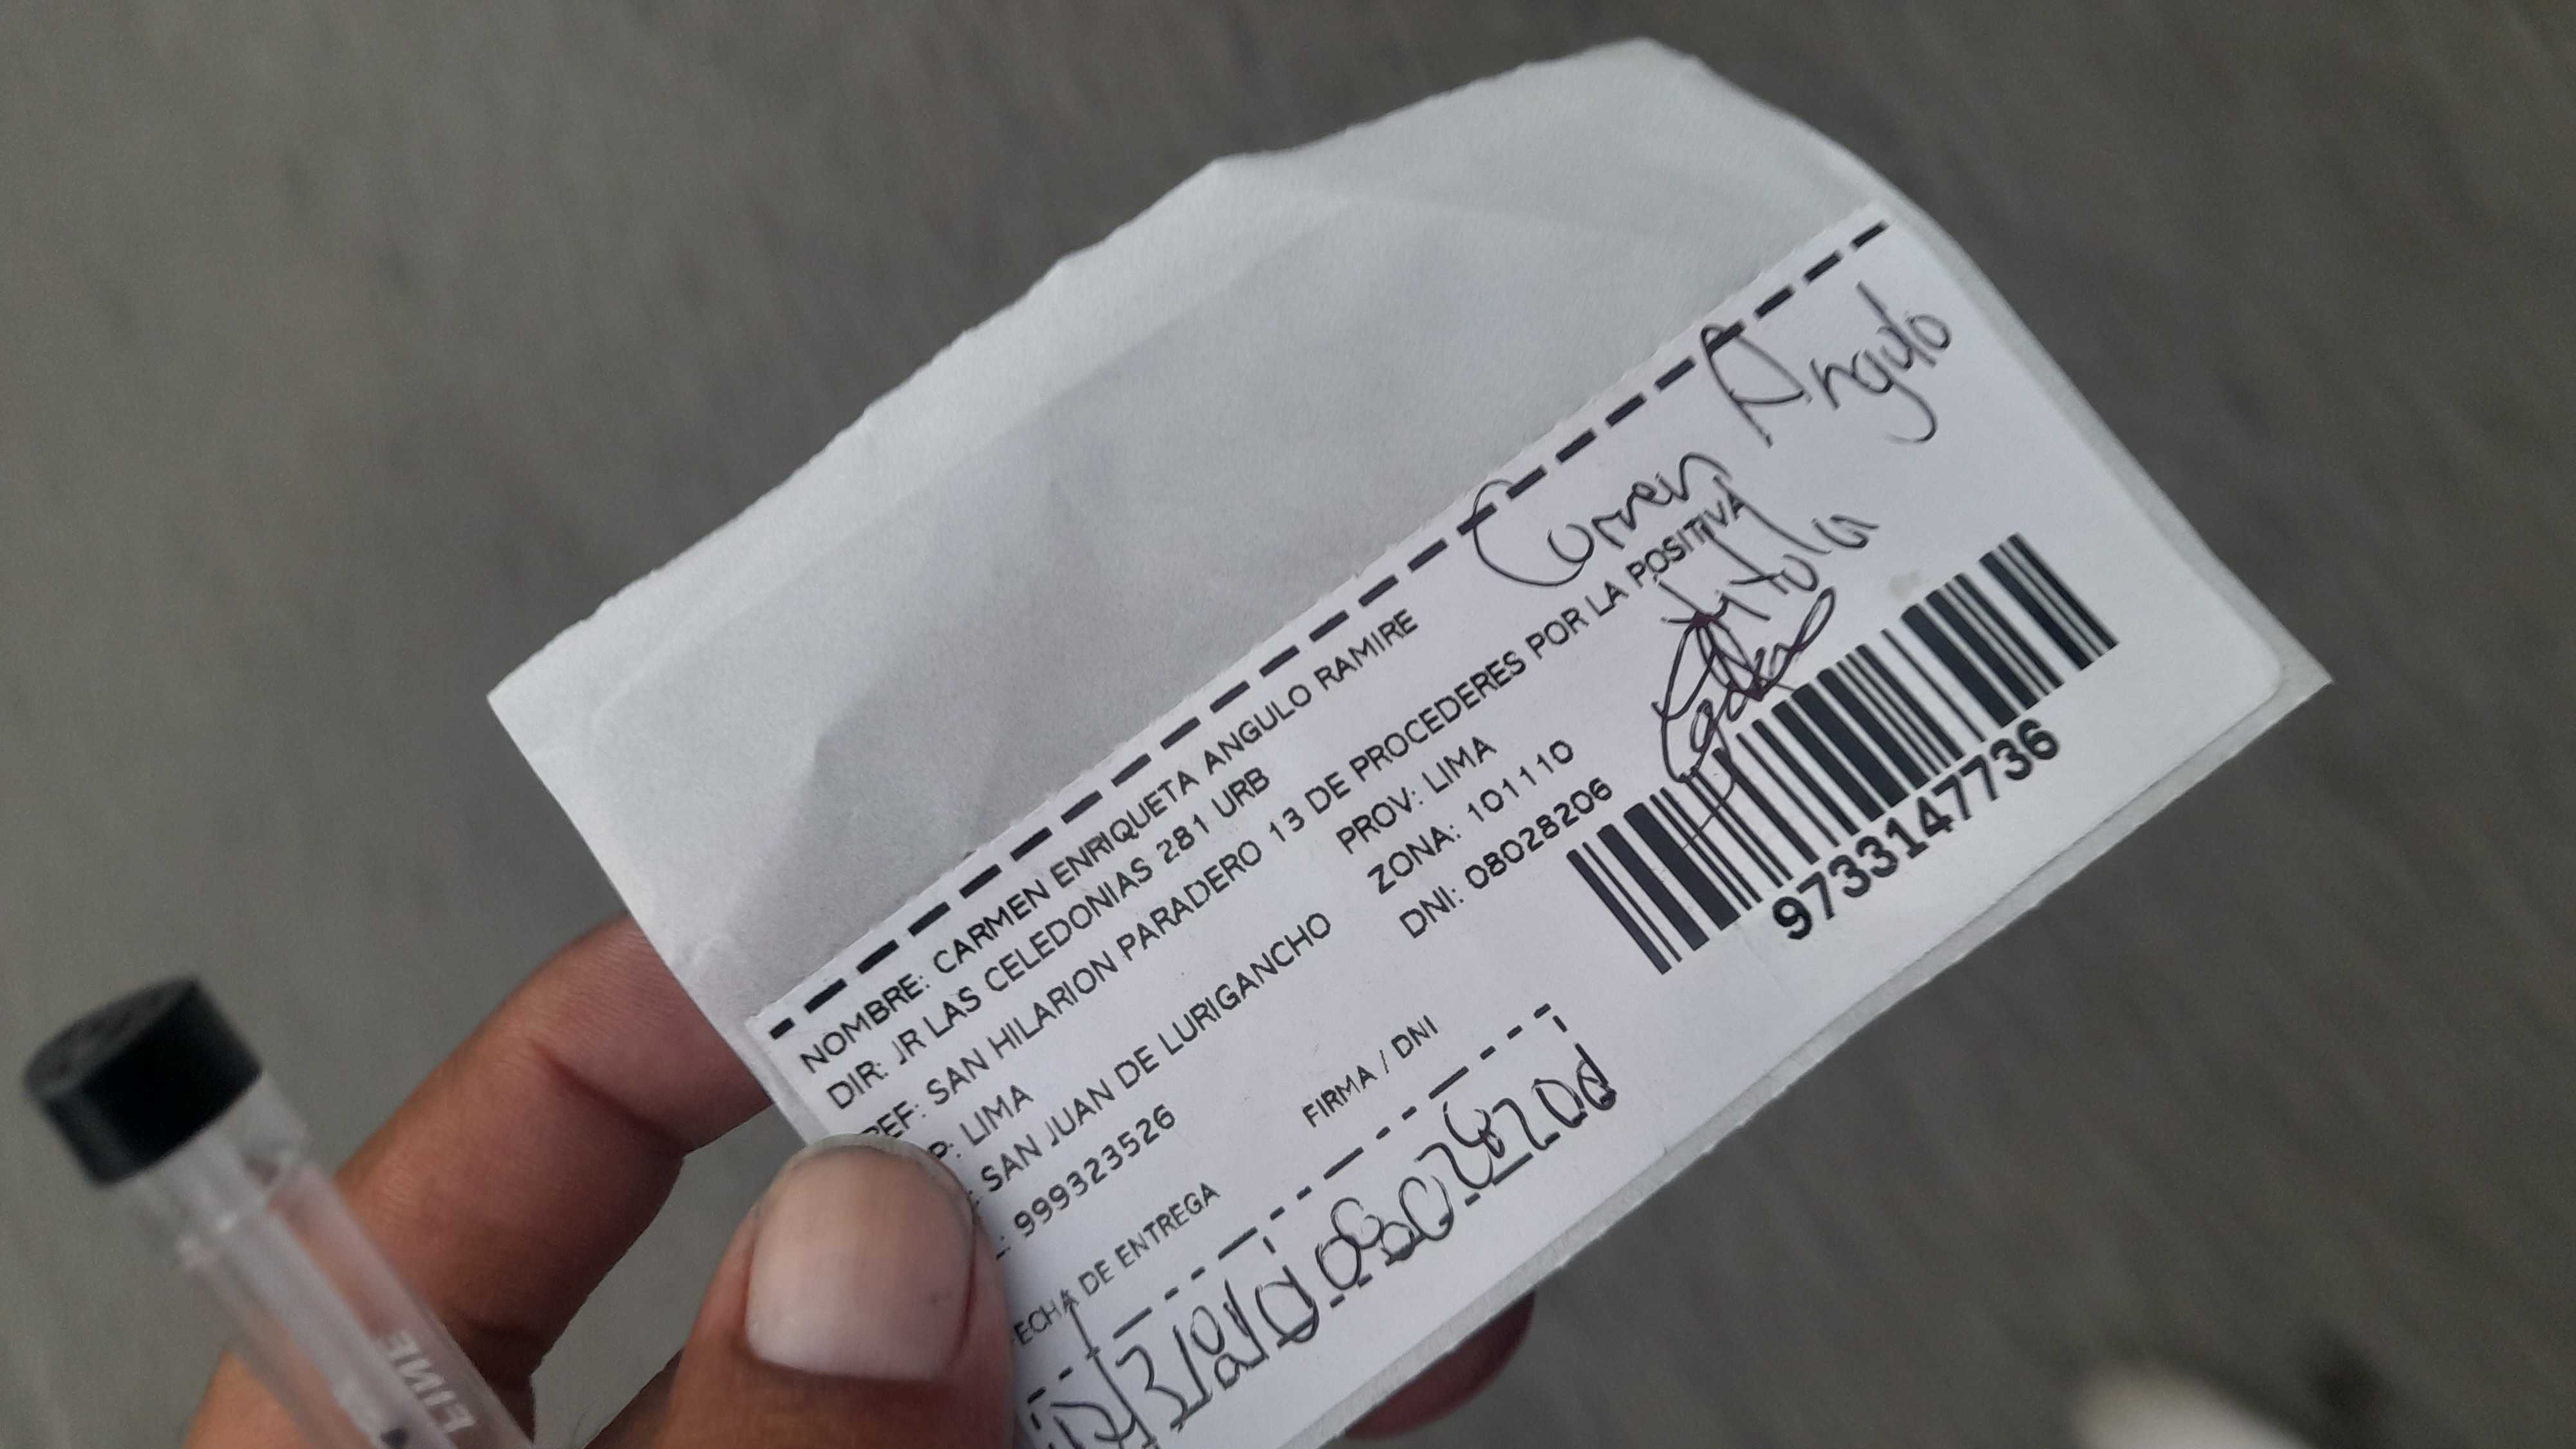 Carmen Angulo
NOMBRE: CARMEN ENRIQUETA ANGULO RAMIRE
DIR: JR LAS CELEDONIAS 281 URB
REF: SAN HILARION PARADERO 13 DE PROCEDERES POR LA POSITIVA
titular
P: LIMA PROV: LIMA
: SAN JUAN DE LURIGANCHO ZONA: 101110
: 999323526 DNI: 08028206
9733147736
FECHA DE ENTREGA FIRMA / DNI
FINE